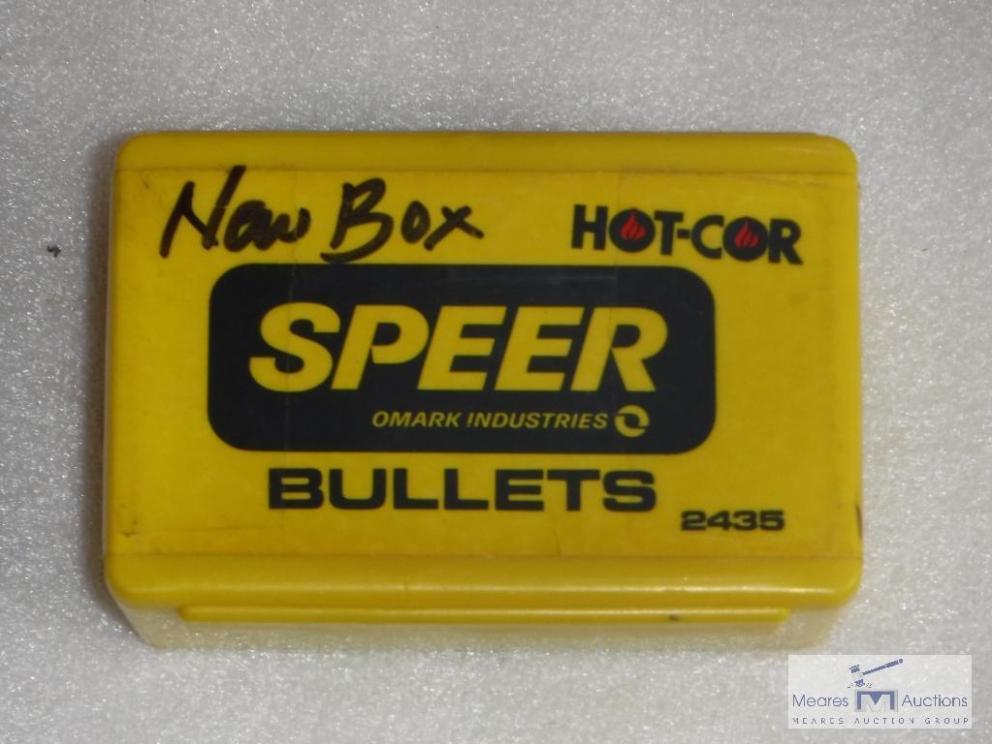 New Box
HOT-COR
SPEER
OMARK INDUSTRIES
BULLETS
2435
Meares M Auctions
MEARES AUCTION GROUP